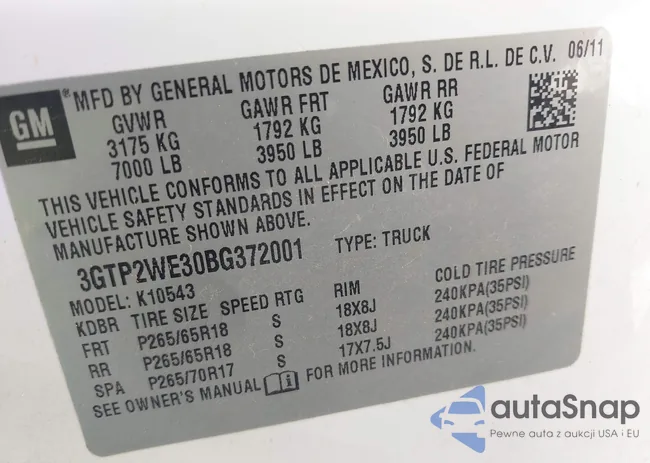 GM
® MFD BY GENERAL MOTORS DE MEXICO, S. DE R.L. DE C.V. 06/11
GVWR GAWR FRT GAWR RR
3175 KG 1792 KG 1792 KG
7000 LB 3950 LB 3950 LB
THIS VEHICLE CONFORMS TO ALL APPLICABLE U.S. FEDERAL MOTOR
VEHICLE SAFETY STANDARDS IN EFFECT ON THE DATE OF
MANUFACTURE SHOWN ABOVE.
3GTP2WE30BG372001 TYPE: TRUCK
MODEL: K10543
KDBR TIRE SIZE SPEED RTG RIM COLD TIRE PRESSURE
FRT P265/65R18 S 18X8J 240KPA(35PSI)
RR P265/65R18 S 18X8J 240KPA(35PSI)
SPA P265/70R17 S 17X7.5J 240KPA(35PSI)
SEE OWNER'S MANUAL i FOR MORE INFORMATION.
autaSnap
Pewne auta z aukcji USA i EU